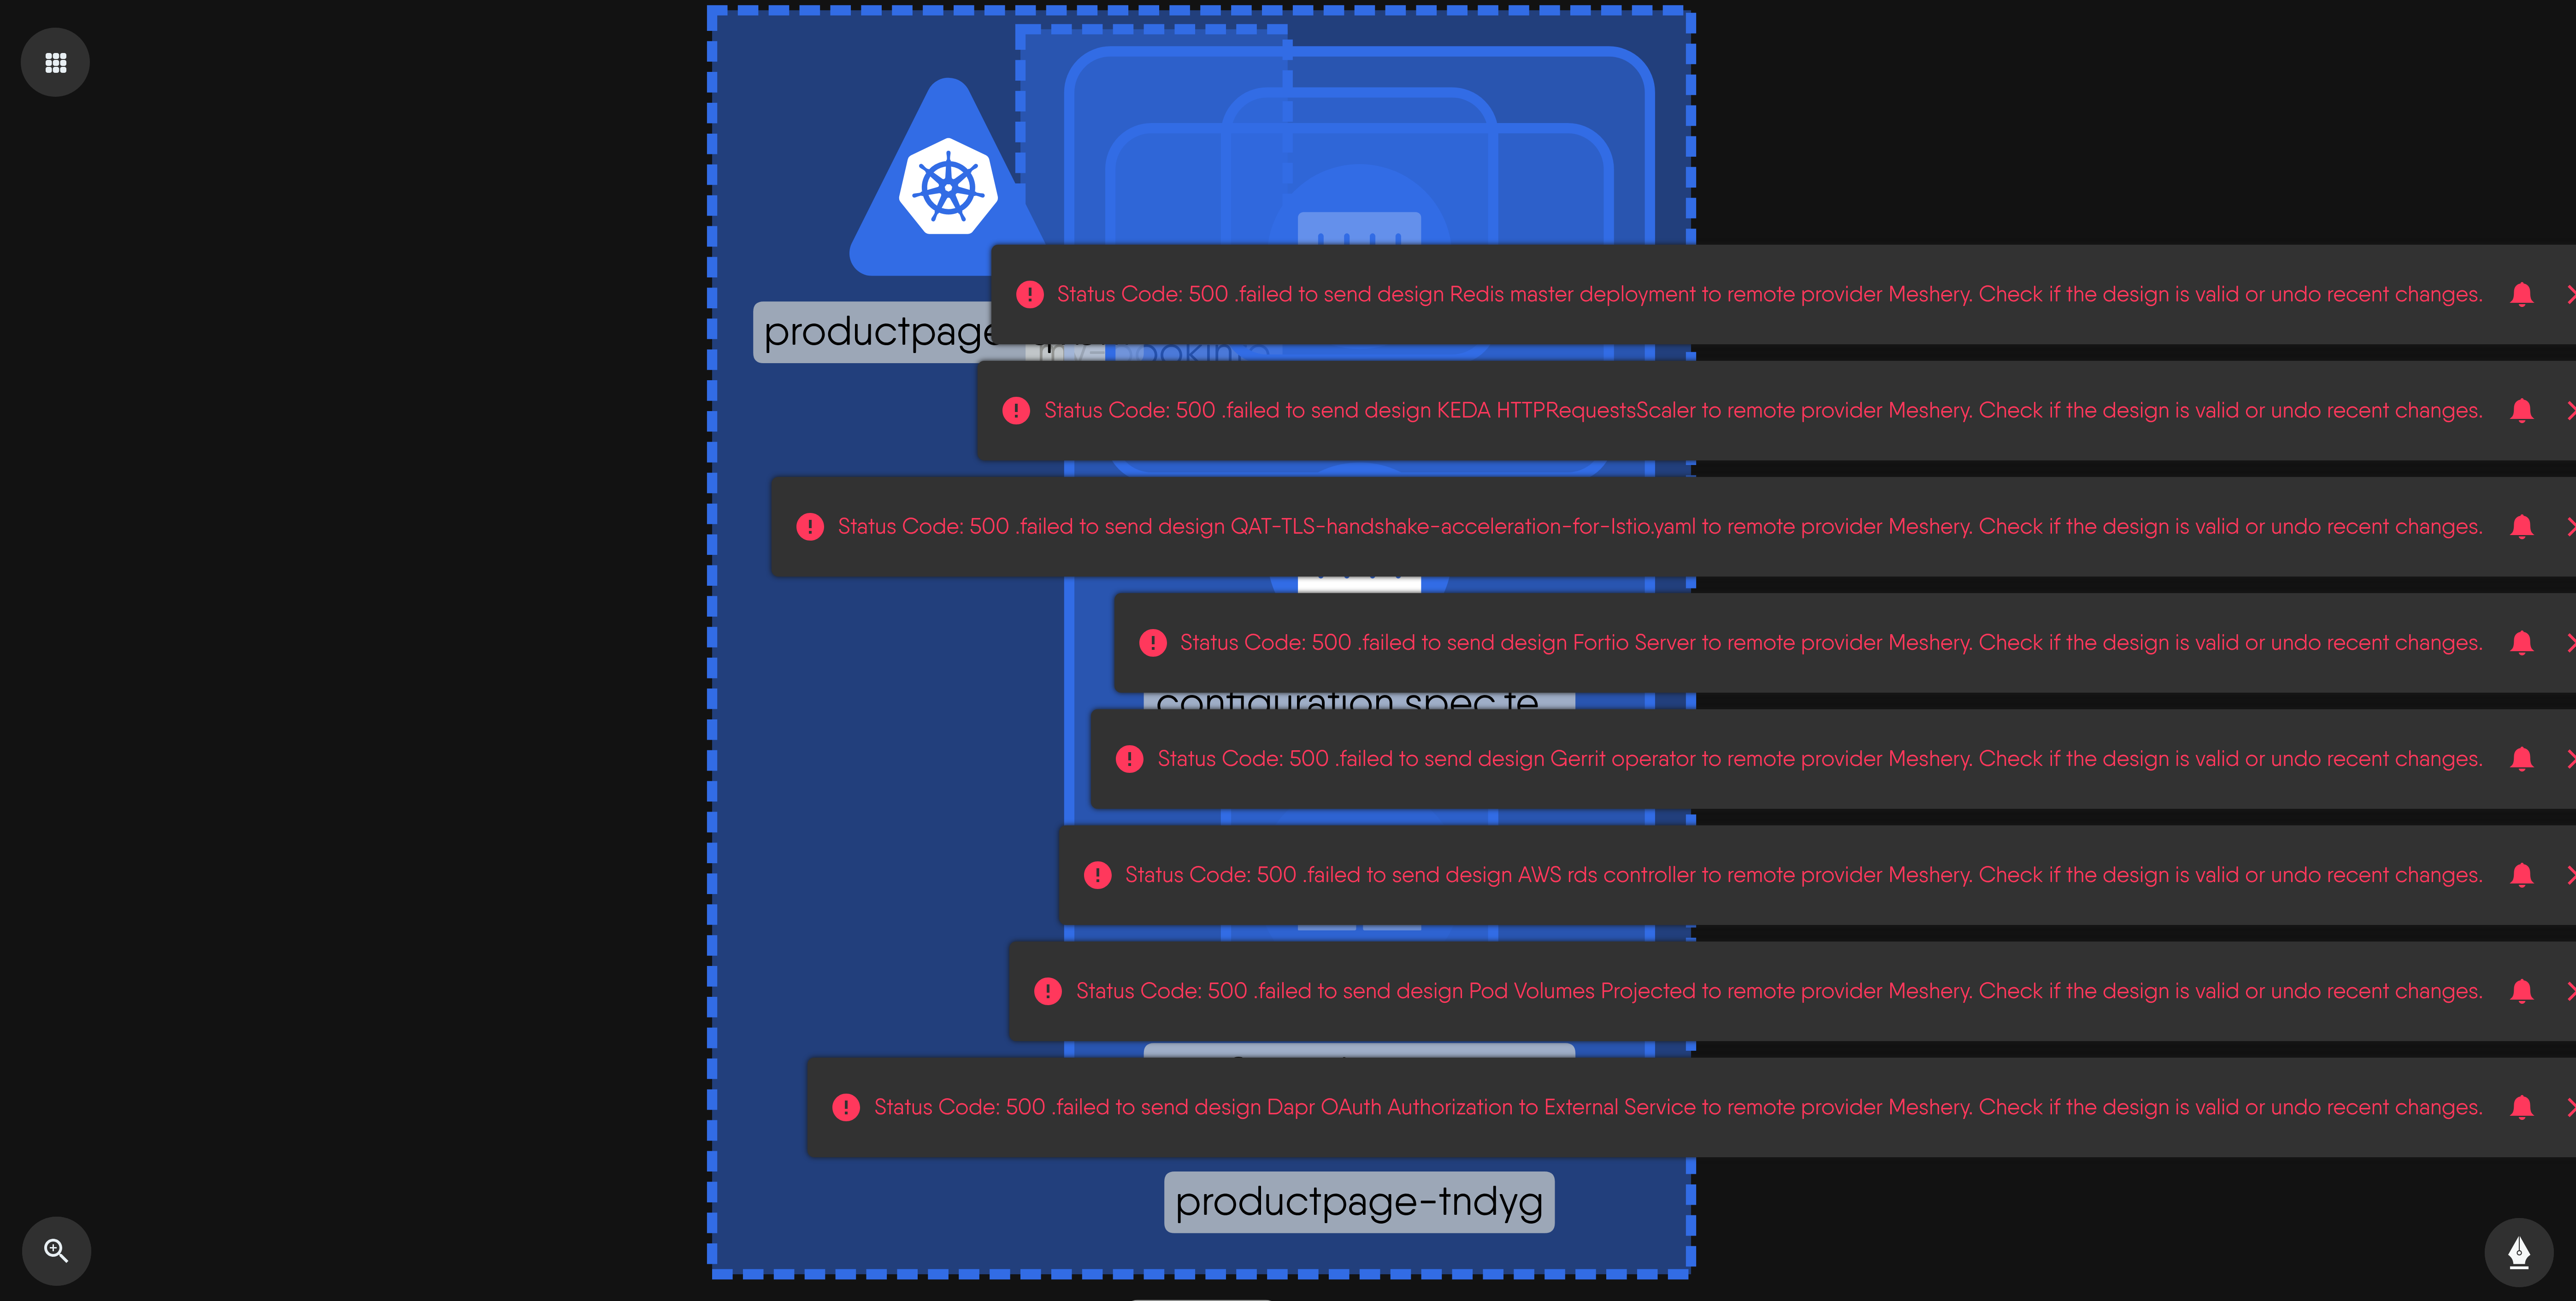 productpage
Status Code: 500 .failed to send design Redis master deployment to remote provider Meshery. Check if the design is valid or undo recent changes.
Status Code: 500 .failed to send design KEDA HTTPRequestsScaler to remote provider Meshery. Check if the design is valid or undo recent changes.
Status Code: 500 .failed to send design QAT-TLS-handshake-acceleration-for-Istio.yaml to remote provider Meshery. Check if the design is valid or undo recent changes.
Status Code: 500 .failed to send design Fortio Server to remote provider Meshery. Check if the design is valid or undo recent changes.
configuration spec te
Status Code: 500 .failed to send design Gerrit operator to remote provider Meshery. Check if the design is valid or undo recent changes.
Status Code: 500 .failed to send design AWS rds controller to remote provider Meshery. Check if the design is valid or undo recent changes.
Status Code: 500 .failed to send design Pod Volumes Projected to remote provider Meshery. Check if the design is valid or undo recent changes.
Status Code: 500 .failed to send design Dapr OAuth Authorization to External Service to remote provider Meshery. Check if the design is valid or undo recent changes.
productpage-tndyg